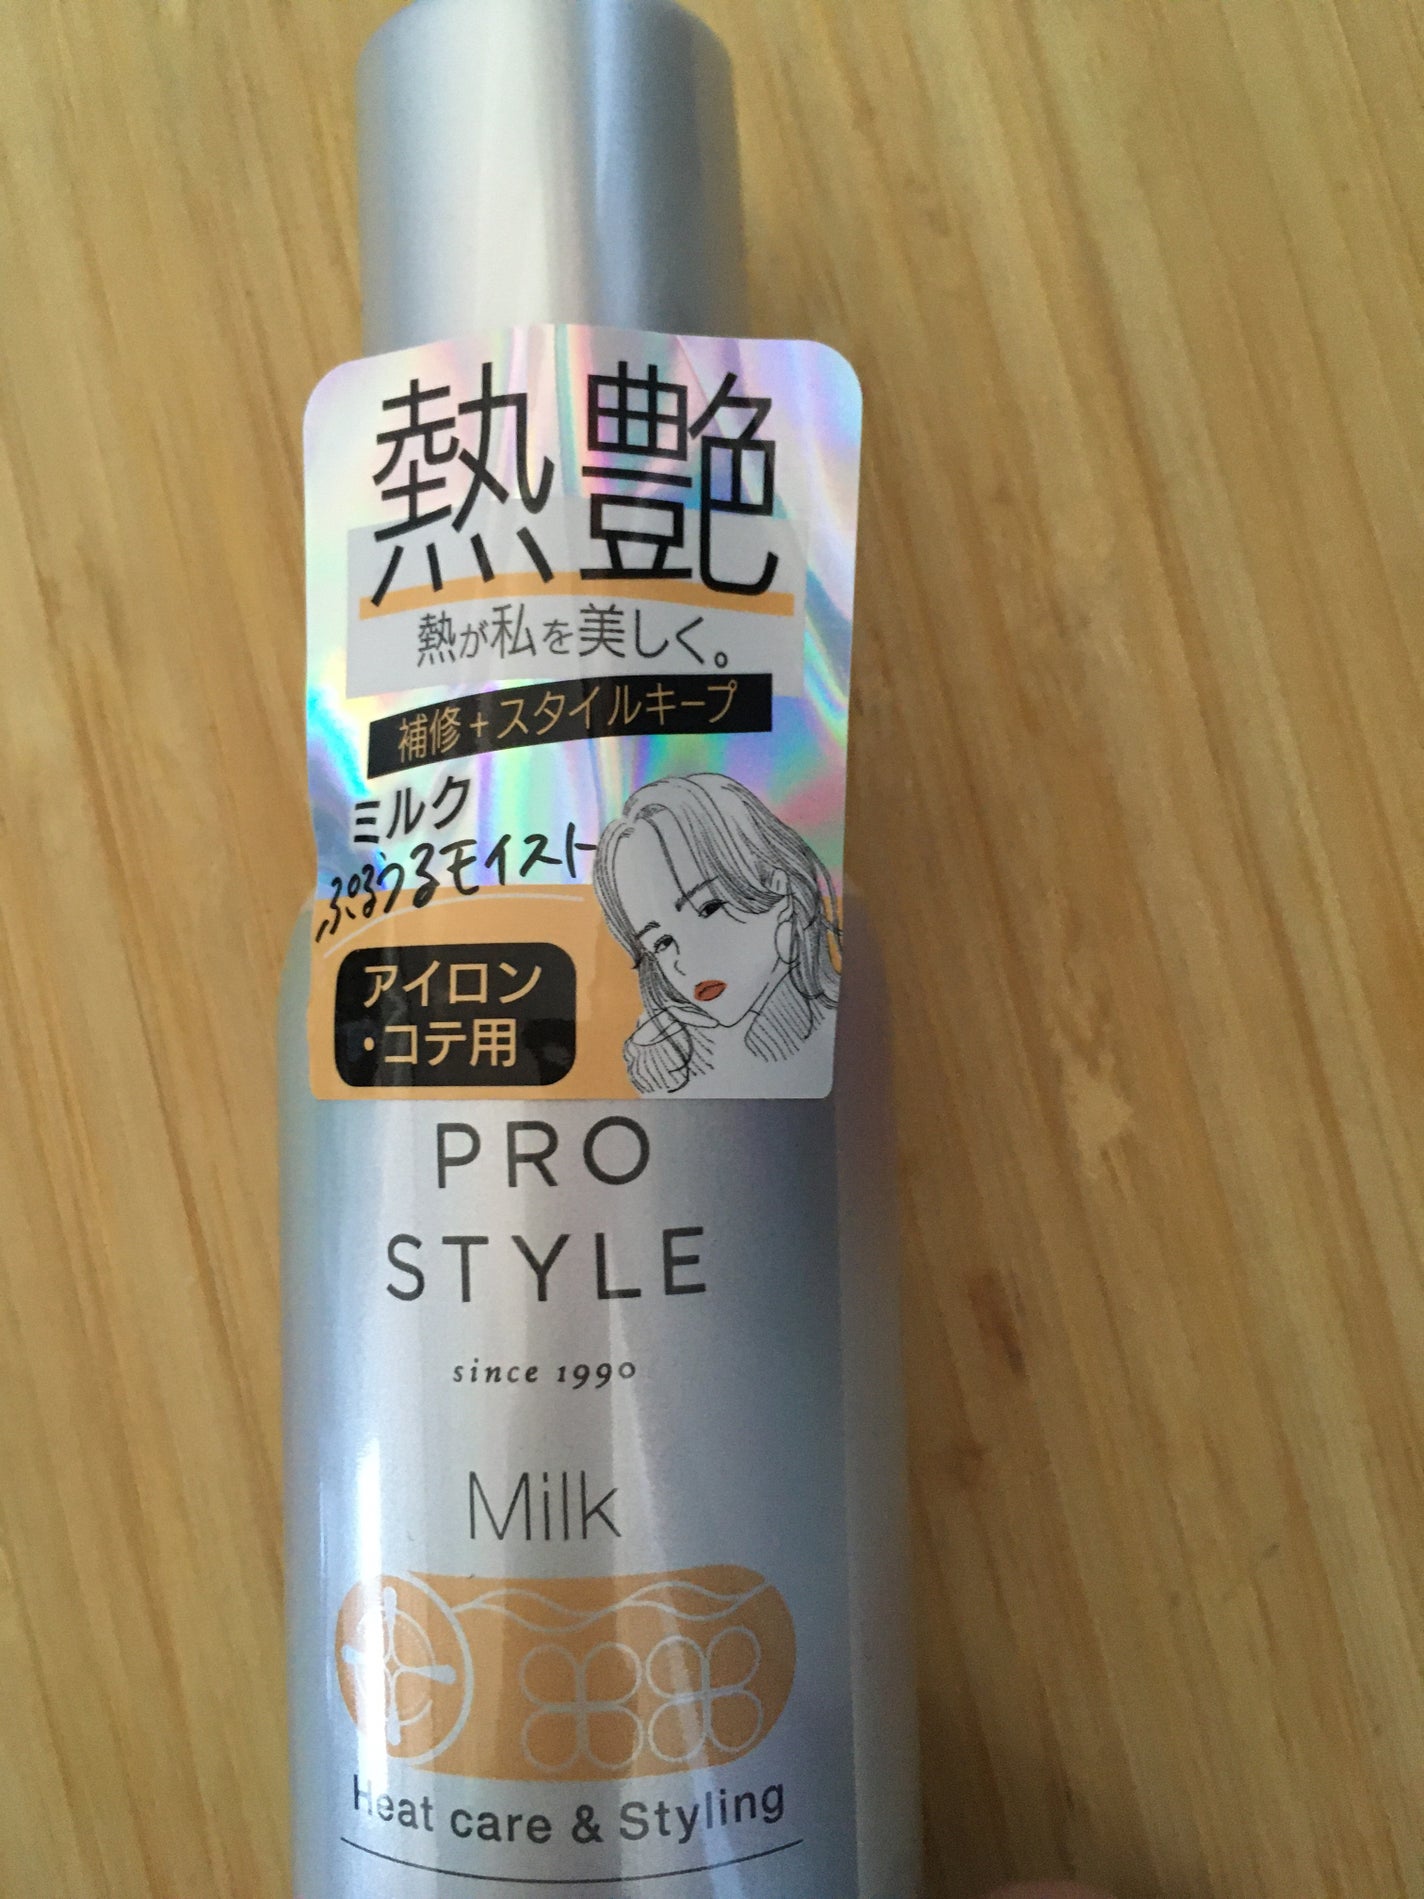 熱艶
熱が私を美しく。
補修+スタイルキープ
ミルク
ぷるうるモイスト
アイロン
・コテ用
PRO
STYLE
since 1990
Milk
Heat care & Styling